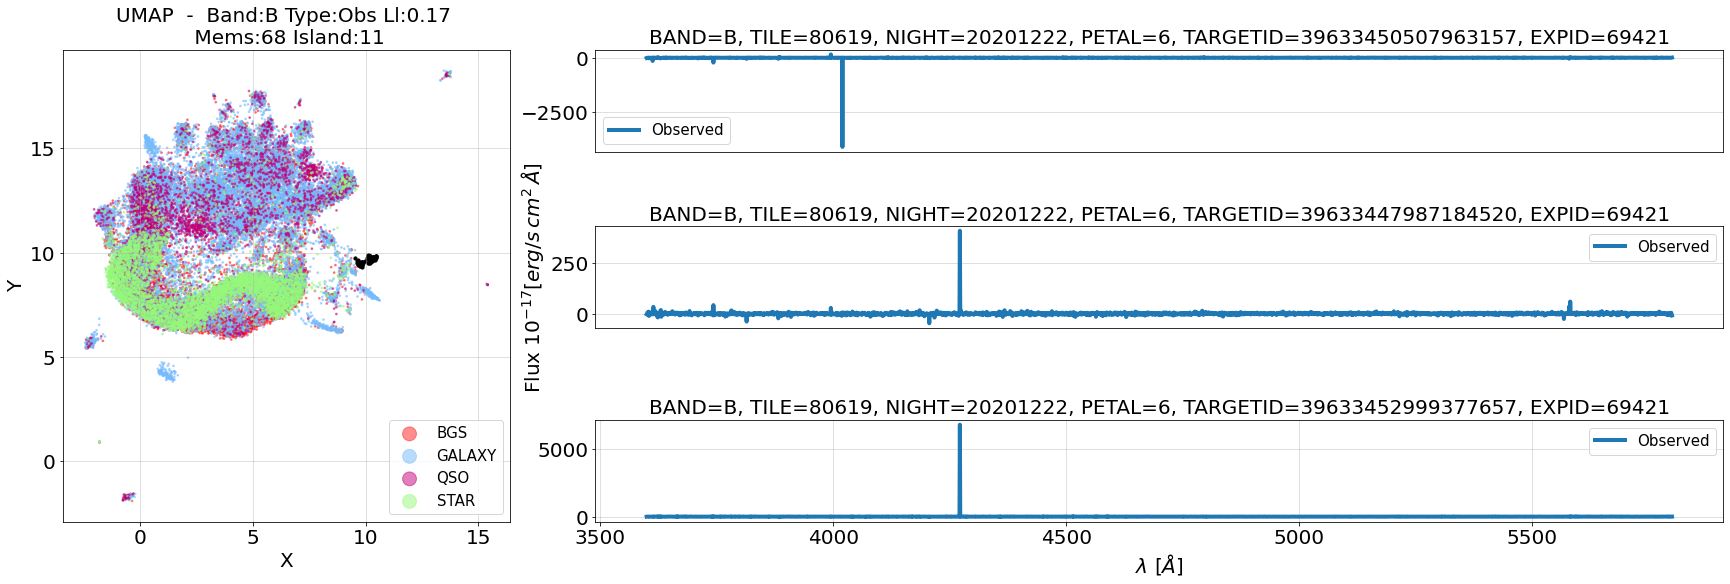 UMAP - Band:B Type:Obs Ll:0.17
Mems:68 Island:11
Y
15
10
5
0
0
5
10
15
X
BGS
GALAXY
QSO
STAR
Flux 10⁻¹⁷[erg/s cm² Å]
BAND=B, TILE=80619, NIGHT=20201222, PETAL=6, TARGETID=39633450507963157, EXPID=69421
0
−2500
Observed
BAND=B, TILE=80619, NIGHT=20201222, PETAL=6, TARGETID=39633447987184520, EXPID=69421
250
0
Observed
BAND=B, TILE=80619, NIGHT=20201222, PETAL=6, TARGETID=39633452999377657, EXPID=69421
5000
0
Observed
3500
4000
4500
5000
5500
λ [Å]